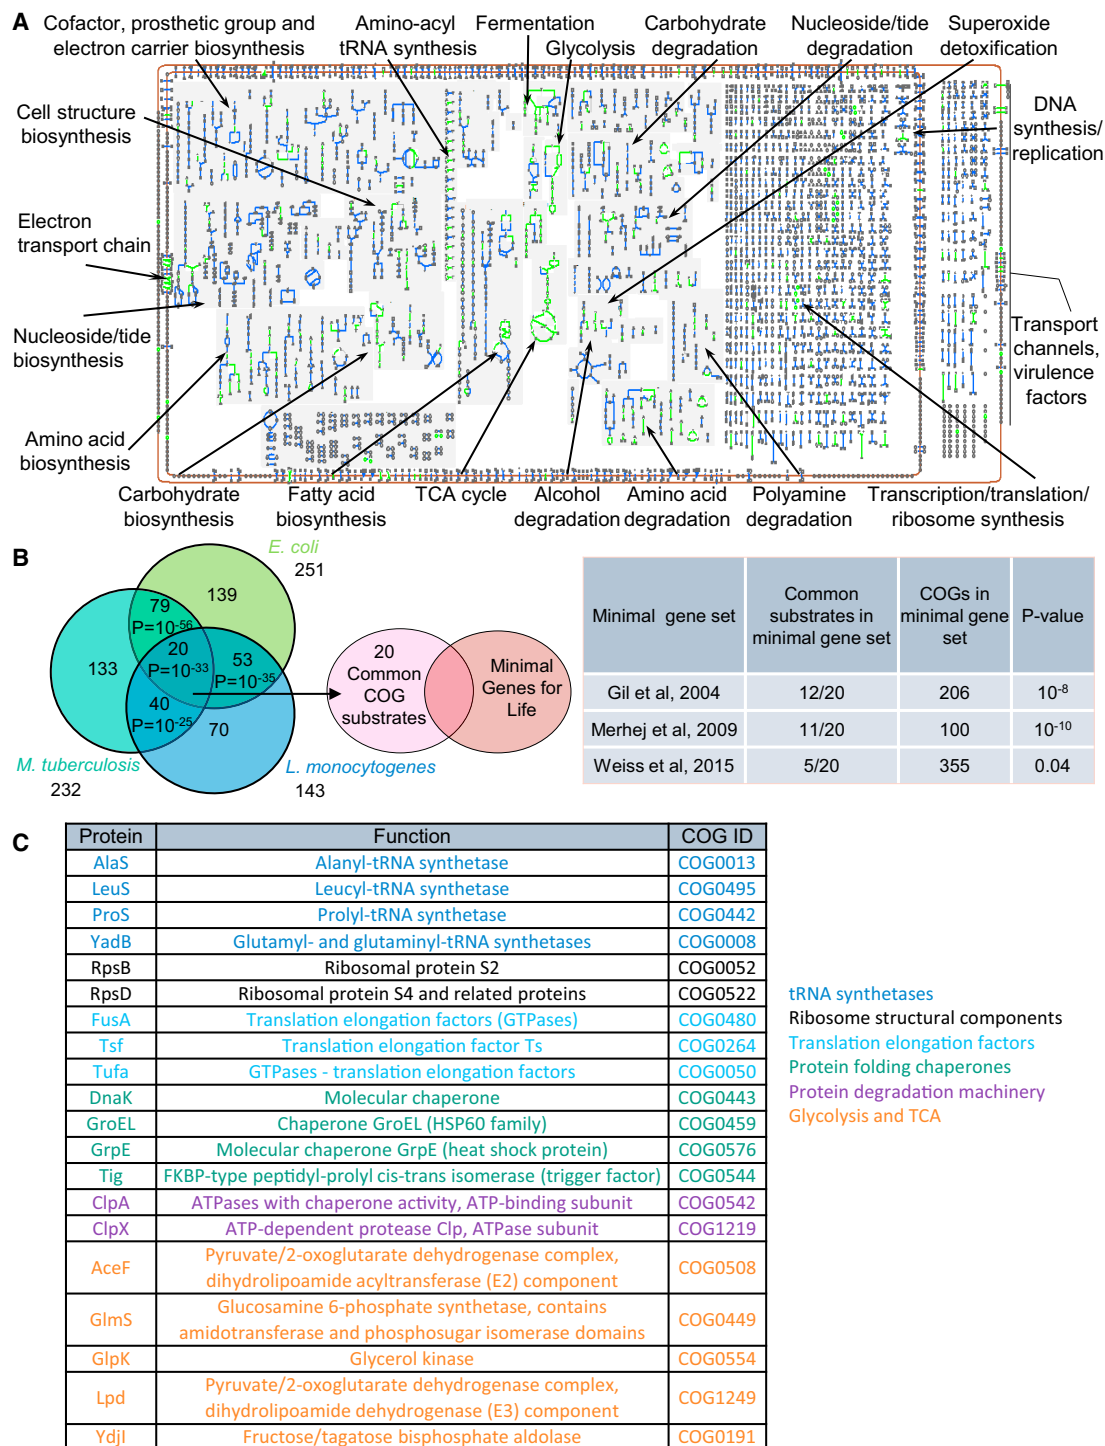 A
Cofactor, prosthetic group and
electron carrier biosynthesis
Amino-acyl
tRNA synthesis
Fermentation
Glycolysis
Carbohydrate
degradation
Nucleoside/tide
degradation
Superoxide
detoxification
Cell structure
biosynthesis
DNA
synthesis/
replication
Electron
transport chain
Nucleoside/tide
biosynthesis
Transport
channels,
virulence
factors
Amino acid
biosynthesis
Carbohydrate
biosynthesis
Fatty acid
biosynthesis
TCA cycle
Alcohol
degradation
Amino acid
degradation
Polyamine
degradation
Transcription/translation/
ribosome synthesis
B
E. coli
251
139
79
P=10-56
20
P=10-33
133
53
P=10-35
40
P=10-25
70
M. tuberculosis
232
L. monocytogenes
143
20
Common
COG
substrates
Minimal
Genes for
Life
Minimal gene set
Common
substrates in
minimal gene set
COGs in
minimal gene
set
P-value
Gil et al, 2004 12/20 206 10-8
Merhej et al, 2009 11/20 100 10-10
Weiss et al, 2015 5/20 355 0.04
C
Protein Function COG ID
AlaS Alanyl-tRNA synthetase COG0013
LeuS Leucyl-tRNA synthetase COG0495
ProS Prolyl-tRNA synthetase COG0442
YadB Glutamyl- and glutaminyl-tRNA synthetases COG0008
RpsB Ribosomal protein S2 COG0052
RpsD Ribosomal protein S4 and related proteins COG0522
FusA Translation elongation factors (GTPases) COG0480
Tsf Translation elongation factor Ts COG0264
Tufa GTPases - translation elongation factors COG0050
DnaK Molecular chaperone COG0443
GroEL Chaperone GroEL (HSP60 family) COG0459
GrpE Molecular chaperone GrpE (heat shock protein) COG0576
Tig FKBP-type peptidyl-prolyl cis-trans isomerase (trigger factor) COG0544
ClpA ATPases with chaperone activity, ATP-binding subunit COG0542
ClpX ATP-dependent protease Clp, ATPase subunit COG1219
AceF Pyruvate/2-oxoglutarate dehydrogenase complex,
dihydrolipoamide acyltransferase (E2) component COG0508
GlmS Glucosamine 6-phosphate synthetase, contains
amidotransferase and phosphosugar isomerase domains COG0449
GlpK Glycerol kinase COG0554
Lpd Pyruvate/2-oxoglutarate dehydrogenase complex,
dihydrolipoamide dehydrogenase (E3) component COG1249
YdjI Fructose/tagatose bisphosphate aldolase COG0191
tRNA synthetases
Ribosome structural components
Translation elongation factors
Protein folding chaperones
Protein degradation machinery
Glycolysis and TCA